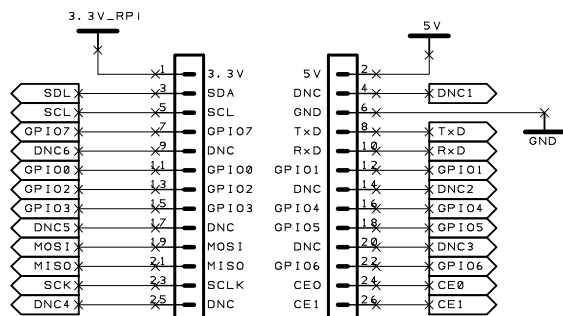 3.3V_RPI
5V
1 3.3V 5V 2
SDL 3 SDA DNC 4 DNC1
SCL 5 SCL GND 6
GPIO7 7 GPIO7 TxD 8 TxD
GND
DNC6 9 DNC RxD 10 RxD
GPIO0 11 GPIO0 GPIO1 12 GPIO1
GPIO2 13 GPIO2 DNC 14 DNC2
GPIO3 15 GPIO3 GPIO4 16 GPIO4
DNC5 17 DNC GPIO5 18 GPIO5
MOSI 19 MOSI DNC 20 DNC3
MISO 21 MISO GPIO6 22 GPIO6
SCK 23 SCLK CE0 24 CE0
DNC4 25 DNC CE1 26 CE1